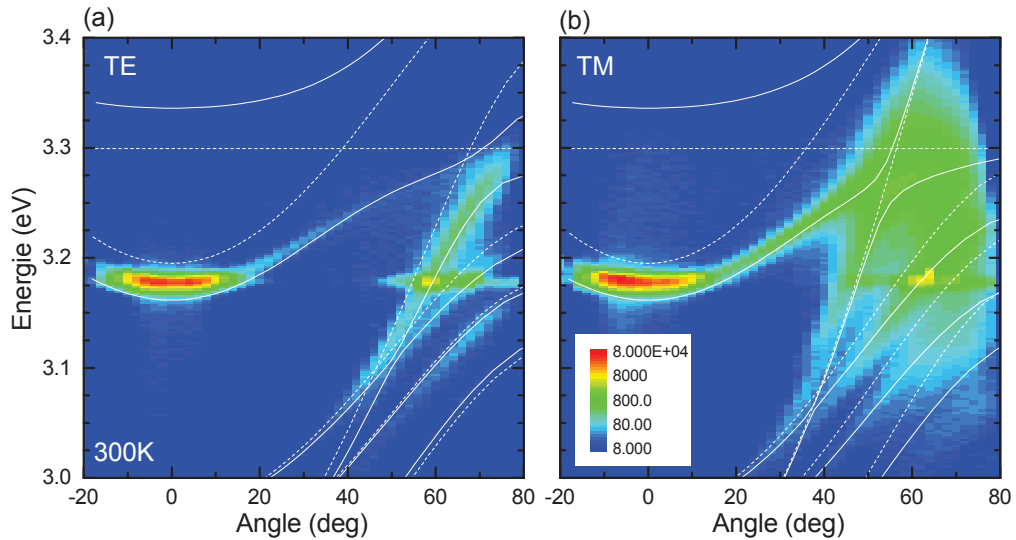 (a)
(b)
TE
TM
300K
3.4
3.3
3.2
3.1
3.0
Energie (eV)
-20 0 20 40 60 80
-20 0 20 40 60 80
Angle (deg)
Angle (deg)
8.000E+04
8000
800.0
80.00
8.000